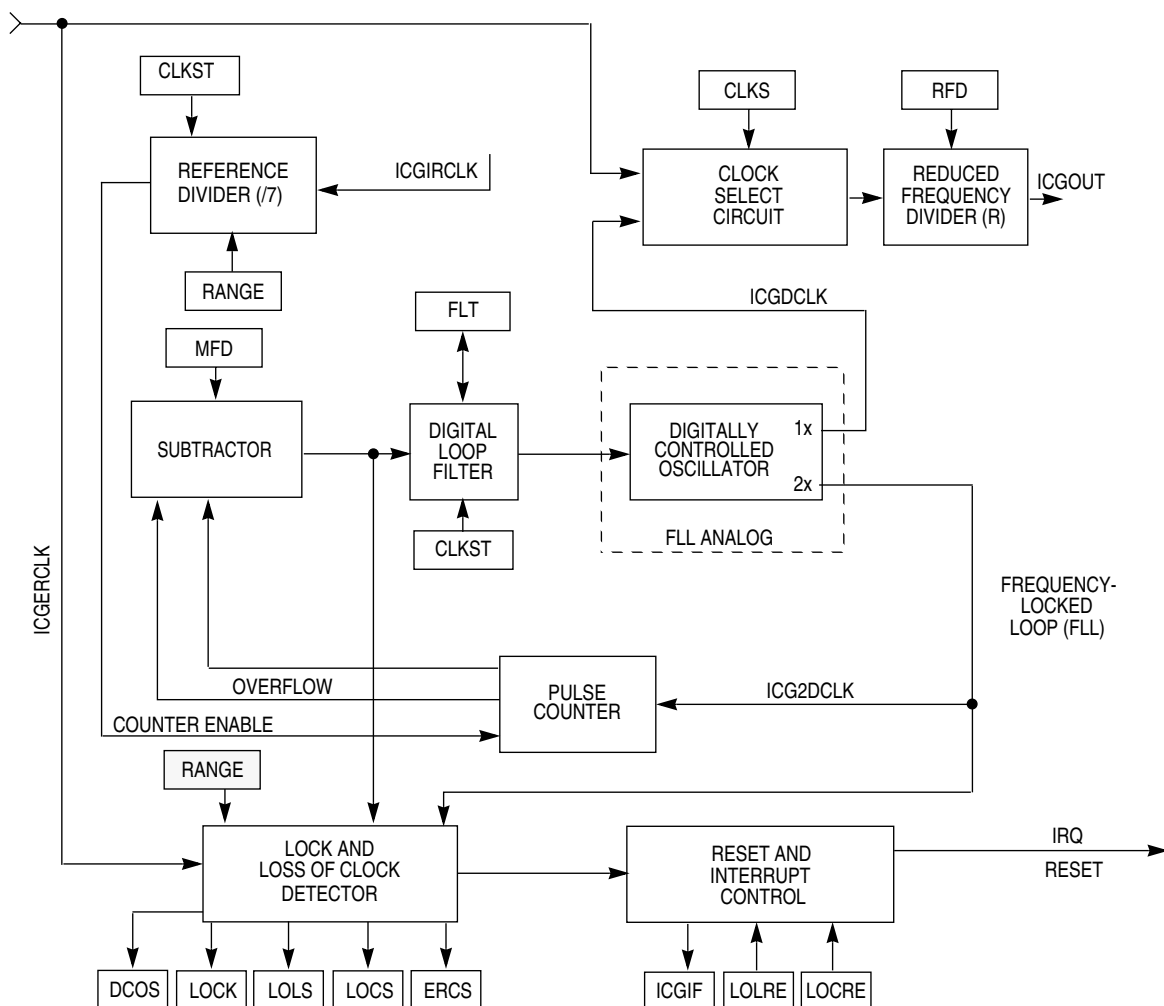 CLKST
CLKS
RFD
REFERENCE
DIVIDER (/7)
ICGIRCLK
CLOCK
SELECT
CIRCUIT
REDUCED
FREQUENCY
DIVIDER (R)
ICGOUT
RANGE
ICGDCLK
FLT
MFD
SUBTRACTOR
DIGITAL
LOOP
FILTER
DIGITALLY
CONTROLLED
OSCILLATOR
1x
2x
FLL ANALOG
CLKST
ICGERCLK
FREQUENCY-
LOCKED
LOOP (FLL)
OVERFLOW
PULSE
COUNTER
ICG2DCLK
COUNTER ENABLE
RANGE
LOCK AND
LOSS OF CLOCK
DETECTOR
RESET AND
INTERRUPT
CONTROL
IRQ
RESET
DCOS
LOCK
LOLS
LOCS
ERCS
ICGIF
LOLRE
LOCRE